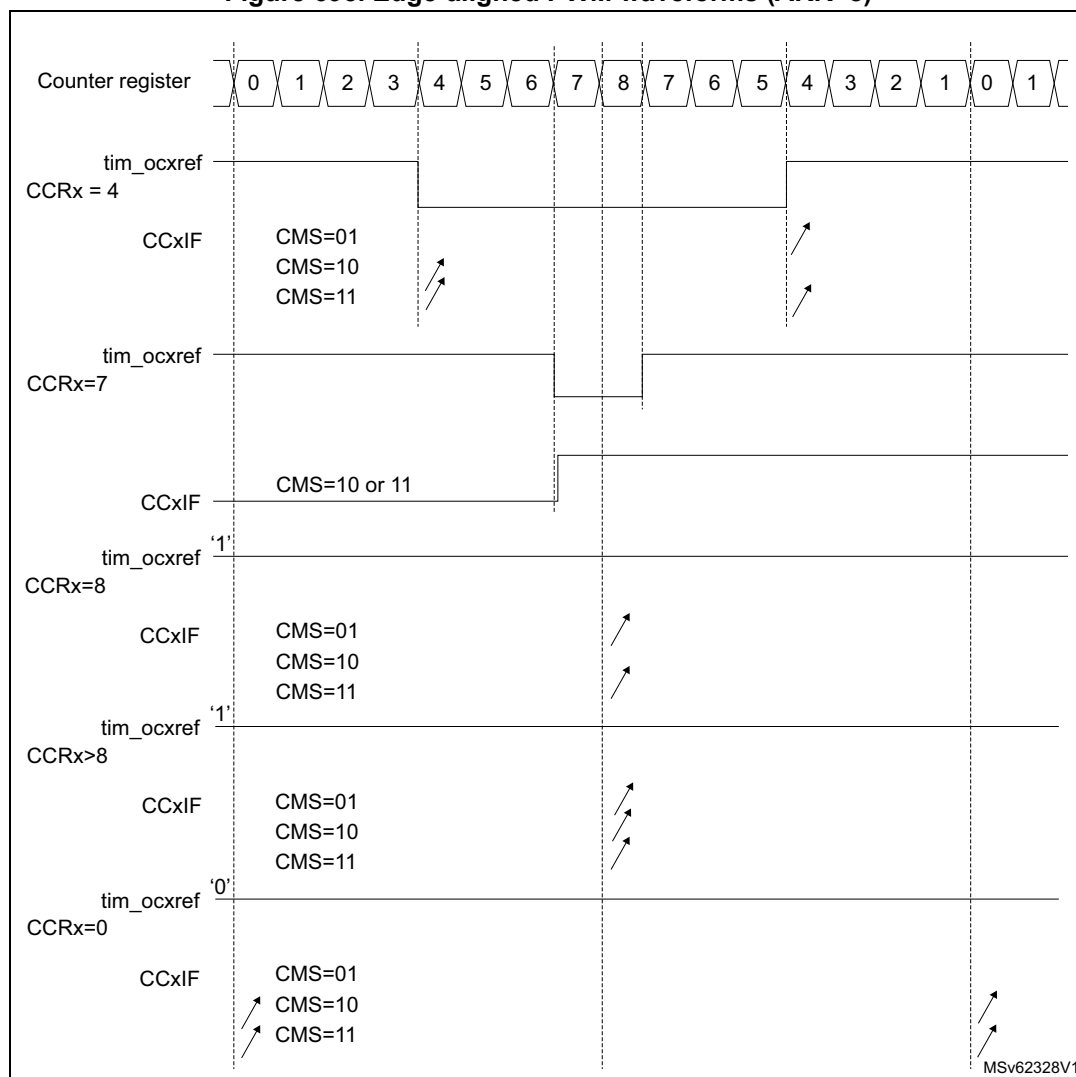 Counter register 0 1 2 3 4 5 6 7 8 7 6 5 4 3 2 1 0 1
tim_ocxref
CCRx = 4
CCxIF CMS=01
CMS=10
CMS=11
tim_ocxref
CCRx=7
CCxIF CMS=10 or 11
tim_ocxref '1'
CCRx=8
CCxIF CMS=01
CMS=10
CMS=11
tim_ocxref '1'
CCRx>8
CCxIF CMS=01
CMS=10
CMS=11
tim_ocxref '0'
CCRx=0
CCxIF CMS=01
CMS=10
CMS=11
MSv62328V1